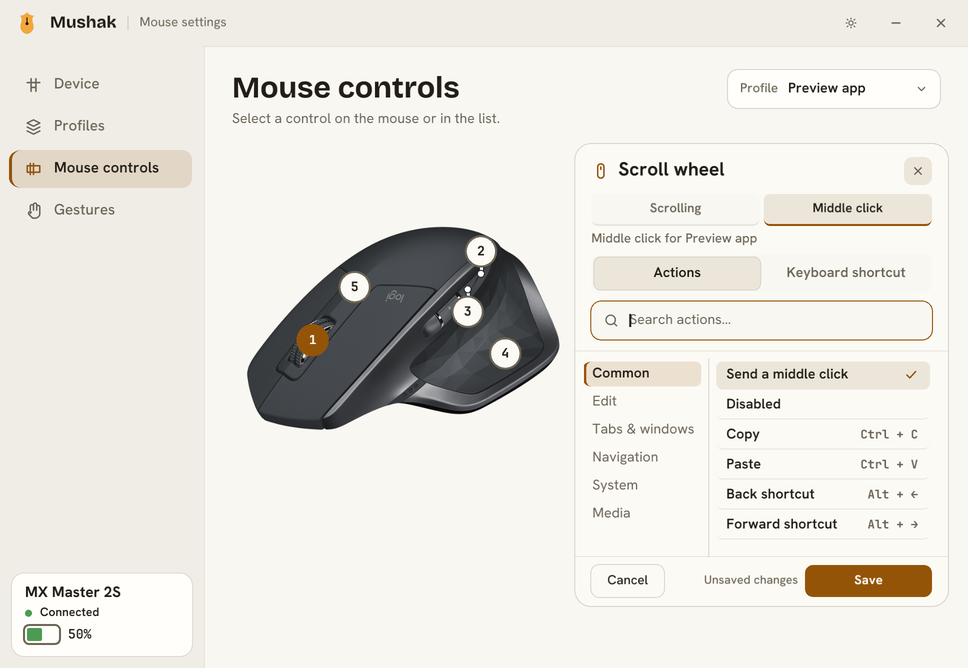 Mushak
Mouse settings
Device
Profiles
Mouse controls
Gestures
MX Master 2S
Connected
50%
Mouse controls
Select a control on the mouse or in the list.
Profile Preview app
1
2
3
4
5
logi
Scroll wheel
Scrolling
Middle click
Middle click for Preview app
Actions
Keyboard shortcut
Search actions...
Common
Edit
Tabs & windows
Navigation
System
Media
Send a middle click
Disabled
Copy Ctrl + C
Paste Ctrl + V
Back shortcut Alt + ←
Forward shortcut Alt + →
Cancel
Unsaved changes
Save